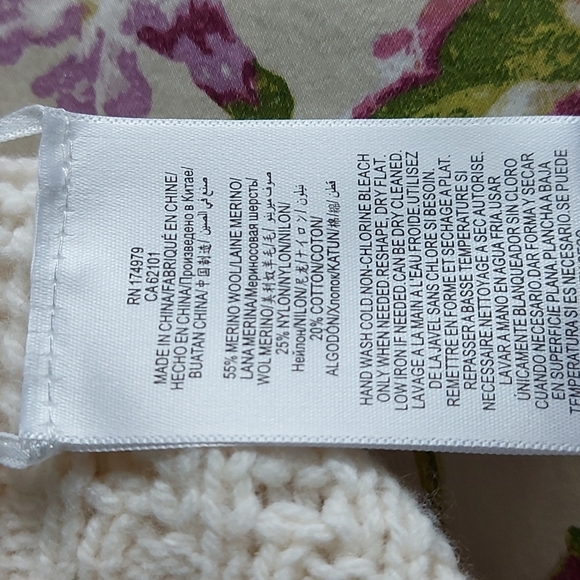 RN 174979
CA 62101
MADE IN CHINA/FABRIQUÉ EN CHINE/
HECHO EN CHINA/Произведено в Китае/
BUATAN CHINA/中国制造/صنع في الصين
55% MERINO WOOL/LAINE MERINO/
LANA MERINA/Мериносовая шерсть/
WOL MERINO/美利奴羊毛/毛/صوف مرينو
25% NYLON/NYLON/NILON/
Нейлон/NILON/尼龙/ナイロン/نيلون
20% COTTON/COTON/
ALGODÓN/Хлопок/KATUN/棉/綿/قطن
HAND WASH COLD.NON-CHLORINE BLEACH
ONLY WHEN NEEDED.RESHAPE, DRY FLAT.
LOW IRON IF NEEDED.CAN BE DRY CLEANED.
LAVAGE A LA MAIN A L'EAU FROIDE.UTILISEZ
DE LA JAVEL SANS CHLORE SI BESOIN.
REMETTRE EN FORME ET SECHAGE A PLAT.
REPASSER A BASSE TEMPERATURE SI
NECESSAIRE.NETTOYAGE A SEC AUTORISE.
LAVAR A MANO EN AGUA FRIA.USAR
ÚNICAMENTE BLANQUEADOR SIN CLORO
CUANDO NECESARIO.DAR FORMA Y SECAR
EN SUPERFICIE PLANA.PLANCHA A BAJA
TEMPERATURA SI ES NECESARIO.SE PUEDE